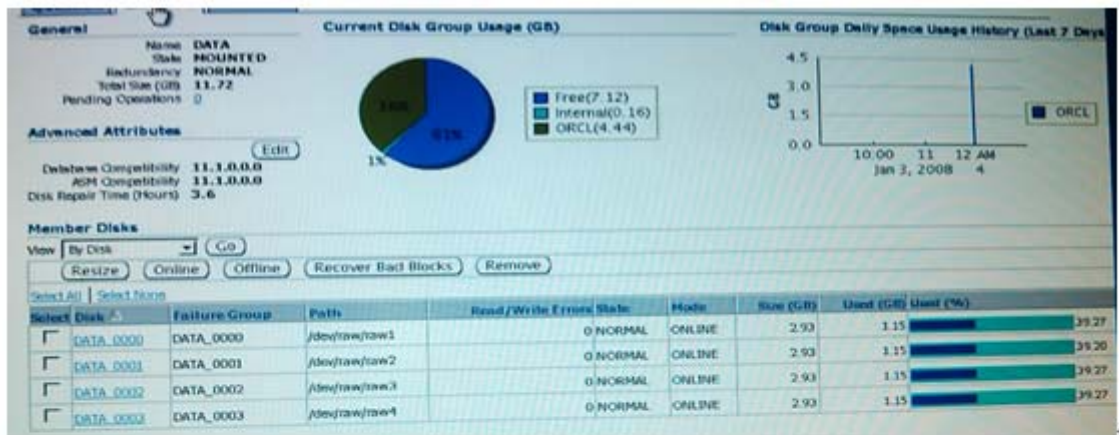 General
Name DATA
State MOUNTED
Redundancy NORMAL
Total Size (GB) 11.72
Pending Operations 0
Advanced Attributes
Edit
Database Compatibility 11.1.0.0.0
ASM Compatibility 11.1.0.0.0
Disk Repair Time (Hours) 3.6
Current Disk Group Usage (GB)
61%
1%
Free(7.12)
Internal(0.16)
ORCL(4.44)
Disk Group Daily Space Usage History (Last 7 Days
4.5
3.0
1.5
0.0
GB
10:00 11 12 AM
Jan 3, 2008 4
ORCL
Member Disks
View By Disk Go
Resize Online Offline Recover Bad Blocks Remove
Select All | Select None
Select Disk Failure Group Path Read/Write Errors State Mode Size (GB) Used (GB) Used (%)
DATA_0000 DATA_0000 /dev/raw/raw1 0 NORMAL ONLINE 2.93 1.15 39.27
DATA_0001 DATA_0001 /dev/raw/raw2 0 NORMAL ONLINE 2.93 1.15 39.20
DATA_0002 DATA_0002 /dev/raw/raw3 0 NORMAL ONLINE 2.93 1.15 39.27
DATA_0003 DATA_0003 /dev/raw/raw4 0 NORMAL ONLINE 2.93 1.15 39.27